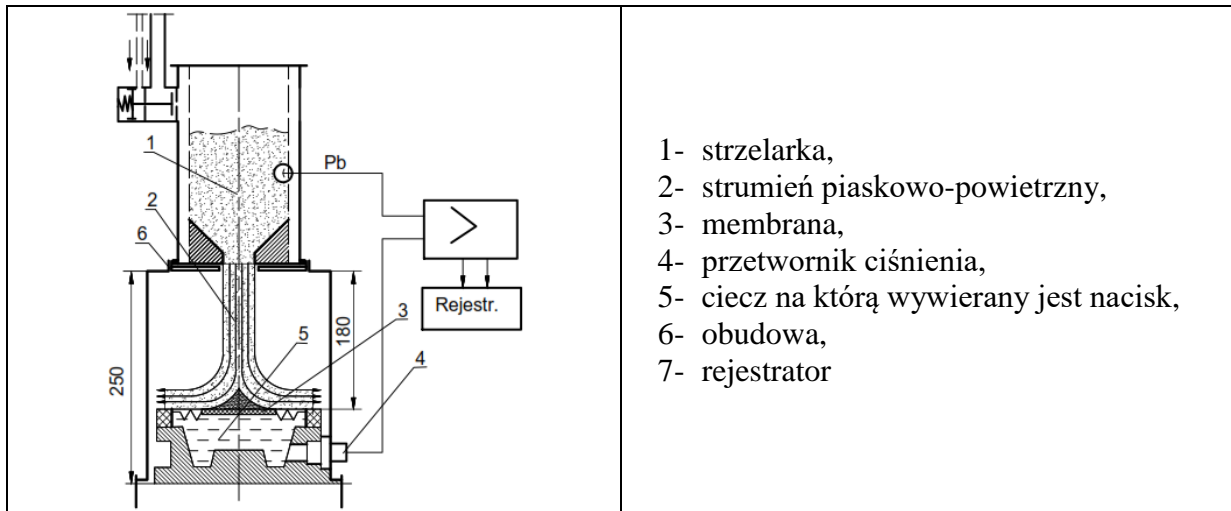 1
Pb
2
6
Rejestr.
3
180
5
4
250
1- strzelarka,
2- strumień piaskowo-powietrzny,
3- membrana,
4- przetwornik ciśnienia,
5- ciecz na którą wywierany jest nacisk,
6- obudowa,
7- rejestrator